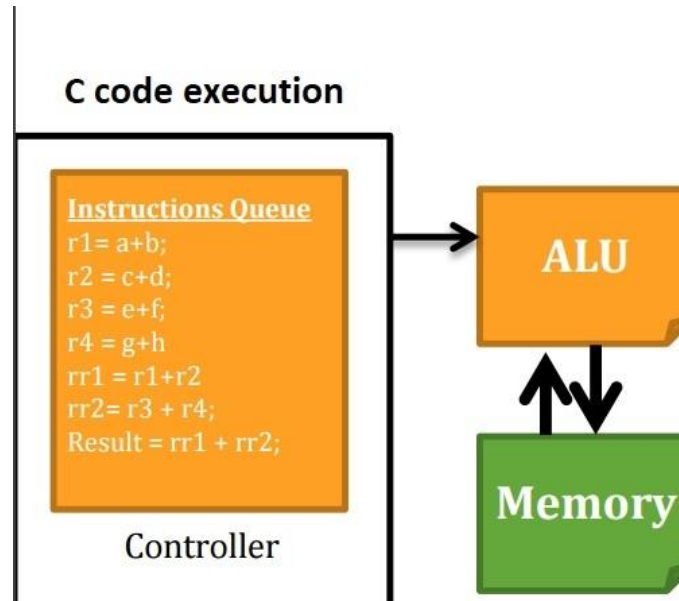 C code execution
Instructions Queue
r1= a+b;
r2 = c+d;
r3 = e+f;
r4 = g+h
rr1 = r1+r2
rr2= r3 + r4;
Result = rr1 + rr2;
Controller
ALU
Memory